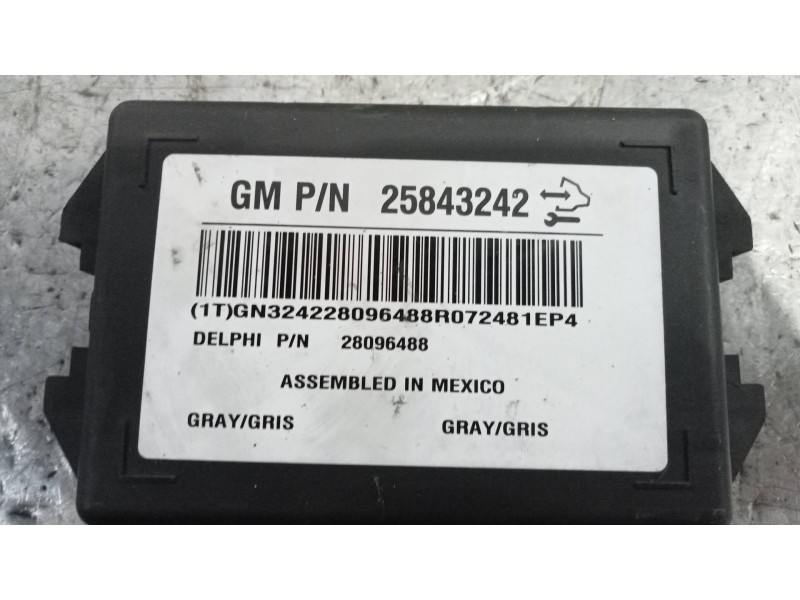 GM P/N 25843242
(1T)GN324228096488R072481EP4
DELPHI P/N 28096488
ASSEMBLED IN MEXICO
GRAY/GRIS GRAY/GRIS